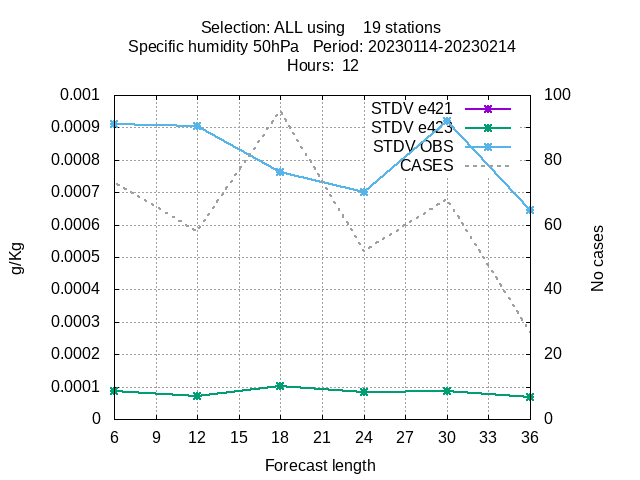 Selection: ALL using    19 stations
Specific humidity 50hPa   Period: 20230114-20230214
Hours:  12
STDV e421
STDV e423
STDV OBS
CASES
0.001
0.0009
0.0008
0.0007
0.0006
0.0005
0.0004
0.0003
0.0002
0.0001
0
100
80
60
40
20
0
g/Kg
No cases
6 9 12 15 18 21 24 27 30 33 36
Forecast length